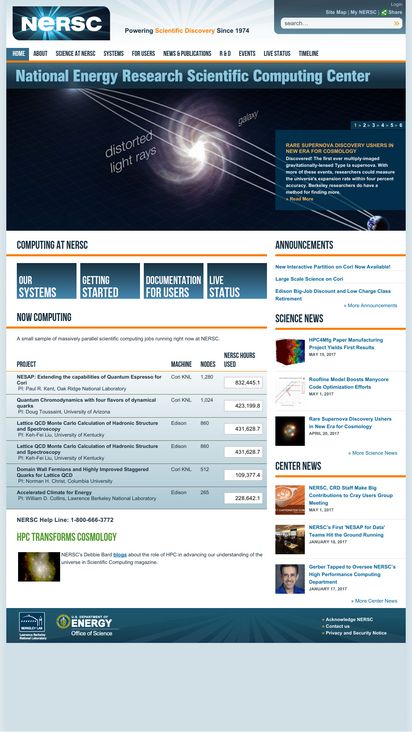 Login
NERSC
Powering Scientific Discovery Since 1974
Site Map | My NERSC | Share
search...
HOME ABOUT SCIENCE AT NERSC SYSTEMS FOR USERS NEWS & PUBLICATIONS R & D EVENTS LIVE STATUS TIMELINE
National Energy Research Scientific Computing Center
distorted
light rays
galaxy
1 » 2 » 3 » 4 » 5 » 6
RARE SUPERNOVA DISCOVERY USHERS IN
NEW ERA FOR COSMOLOGY
Discovered! The first ever multiply-imaged
gravitationally-lensed Type Ia supernova. With
more of these events, researchers could measure
the universe's expansion rate within four percent
accuracy. Berkeley researchers do have a
method for finding more.
» Read More
COMPUTING AT NERSC
OUR
SYSTEMS
GETTING
STARTED
DOCUMENTATION
FOR USERS
LIVE
STATUS
NOW COMPUTING
A small sample of massively parallel scientific computing jobs running right now at NERSC.
PROJECT MACHINE NODES NERSC HOURS
USED
NESAP: Extending the capabilities of Quantum Espresso for
Cori
PI: Paul R. Kent, Oak Ridge National Laboratory
Cori KNL 1,280 832,445.1
Quantum Chromodynamics with four flavors of dynamical
quarks
PI: Doug Toussaint, University of Arizona
Cori KNL 1,024 423,199.8
Lattice QCD Monte Carlo Calculation of Hadronic Structure
and Spectroscopy
PI: Keh-Fei Liu, University of Kentucky
Edison 860 431,628.7
Lattice QCD Monte Carlo Calculation of Hadronic Structure
and Spectroscopy
PI: Keh-Fei Liu, University of Kentucky
Edison 860 431,628.7
Domain Wall Fermions and Highly Improved Staggered
Quarks for Lattice QCD
PI: Norman H. Christ, Columbia University
Cori KNL 512 109,377.4
Accelerated Climate for Energy
PI: William D. Collins, Lawrence Berkeley National Laboratory
Edison 265 228,642.1
NERSC Help Line: 1-800-666-3772
HPC TRANSFORMS COSMOLOGY
NERSC's Debbie Bard blogs about the role of HPC in advancing our understanding of the
universe in Scientific Computing magazine.
ANNOUNCEMENTS
New Interactive Partition on Cori Now Available!
Large Scale Science on Cori
Edison Big-Job Discount and Low Charge Class
Retirement
» More Announcements
SCIENCE NEWS
HPC4Mfg Paper Manufacturing
Project Yields First Results
MAY 15, 2017
Roofline Model Boosts Manycore
Code Optimization Efforts
MAY 1, 2017
Rare Supernova Discovery Ushers
in New Era for Cosmology
APRIL 20, 2017
» More Science News
CENTER NEWS
NERSC, CRD Staff Make Big
Contributions to Cray Users Group
Meeting
MAY 1, 2017
NERSC's First 'NESAP for Data'
Teams Hit the Ground Running
JANUARY 18, 2017
Gerber Tapped to Oversee NERSC's
High Performance Computing
Department
JANUARY 17, 2017
» More Center News
BERKELEY LAB
Lawrence Berkeley
National Laboratory
U.S. DEPARTMENT OF
ENERGY
Office of Science
» Acknowledge NERSC
» Contact us
» Privacy and Security Notice